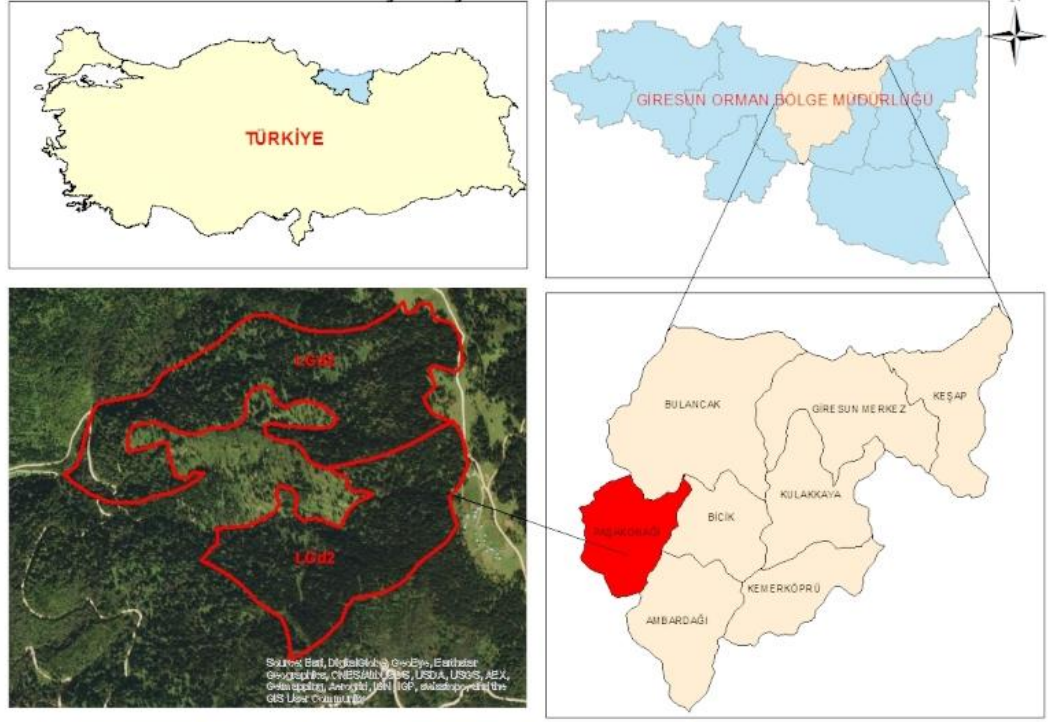 TÜRKİYE
GİRESUN ORMAN BÖLGE MÜDÜRLÜĞÜ
LGd2
BULANCAK
GİRESUN MERKEZ
KEŞAP
KULAKKAYA
BİCİK
PAŞAKONAĞI
KEMERKÖPRÜ
AMBARDAĞI
Source: Esri, DigitalGlobe, GeoEye, Earthstar
Geographics, CNES/Airbus DS, USDA, USGS, AEX,
Getmapping, Aerogrid, IGN, IGP, swisstopo, and the
GIS User Community